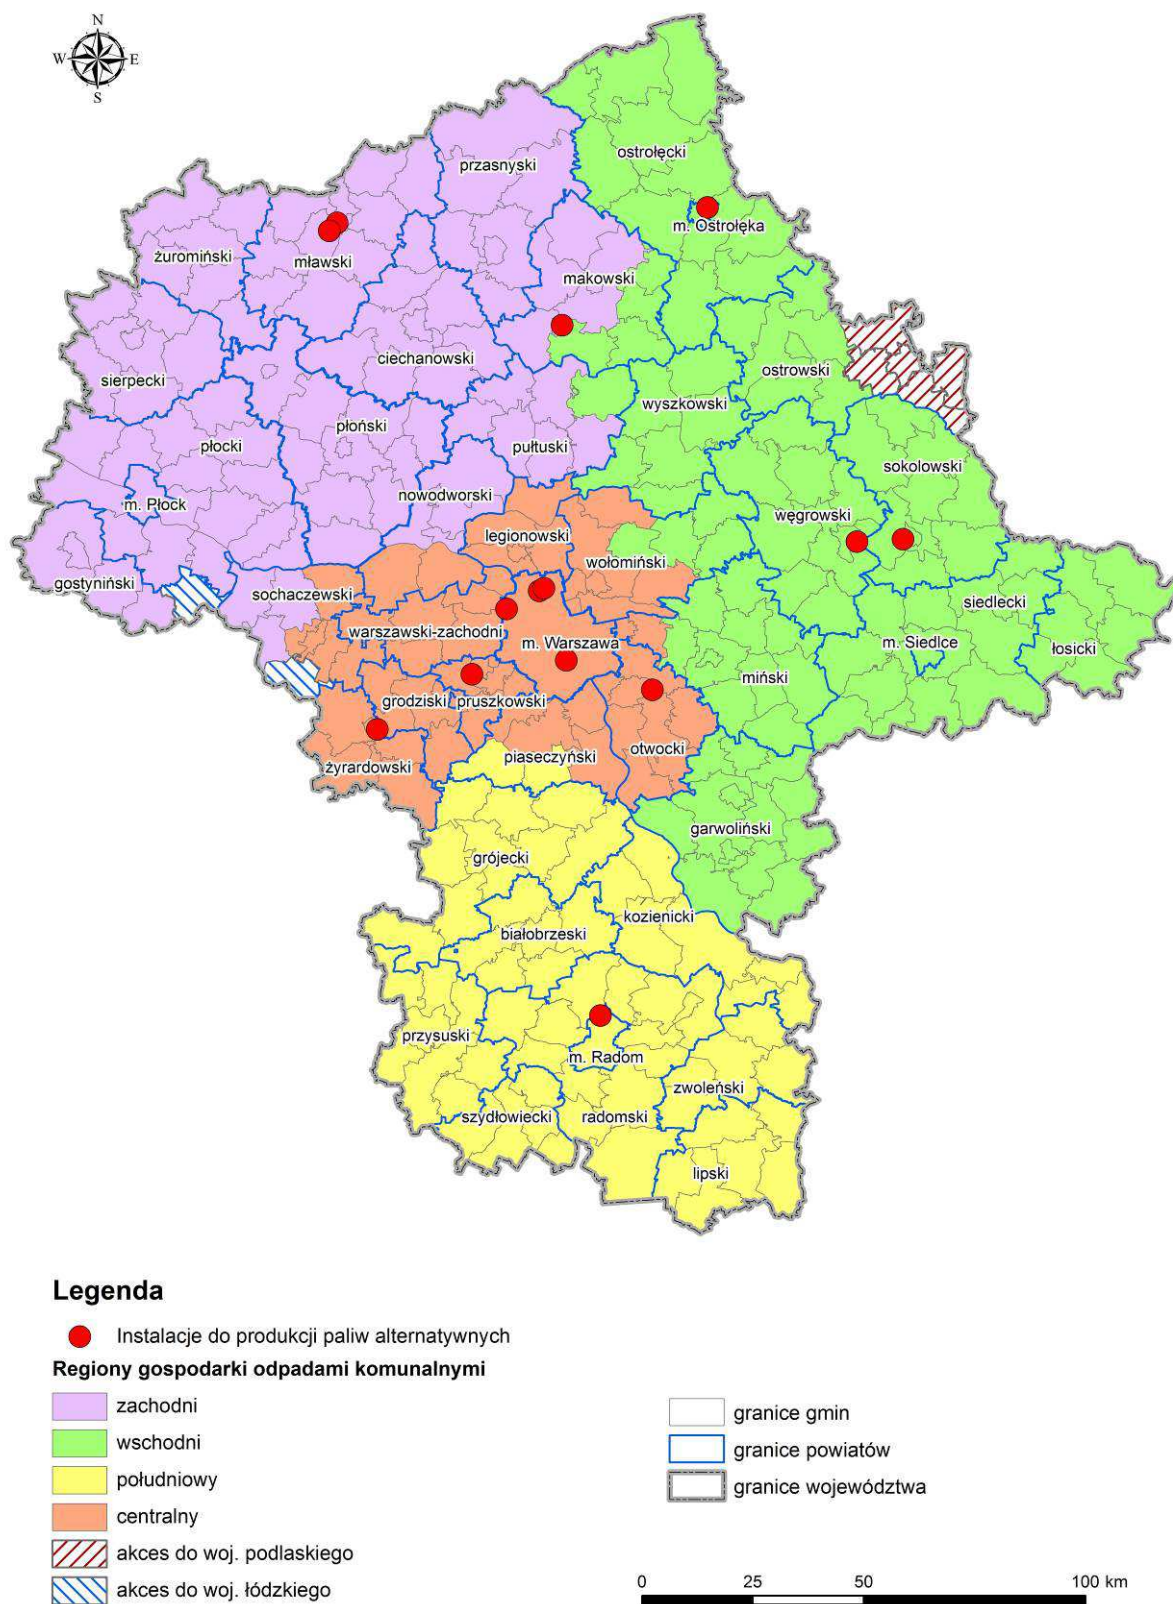 N
W E
S
przasnyski
ostrołęcki
m. Ostrołęka
żuromiński
mławski
makowski
ciechanowski
sierpecki
ostrowski
wyszkowski
płoński
płocki
pułtuski
sokolowski
m. Płock
nowodworski
węgrowski
legionowski
wołomiński
gostyniński
sochaczewski
siedlecki
warszawski-zachodni
m. Warszawa
m. Siedlce
łosicki
miński
grodziski
pruszkowski
otwocki
piaseczyński
żyrardowski
garwoliński
grójecki
kozienicki
białobrzeski
przysuski
m. Radom
zwoleński
szydłowiecki
radomski
lipski
Legenda
Instalacje do produkcji paliw alternatywnych
Regiony gospodarki odpadami komunalnymi
zachodni
wschodni
południowy
centralny
akces do woj. podlaskiego
akces do woj. łódzkiego
granice gmin
granice powiatów
granice województwa
0 25 50 100 km